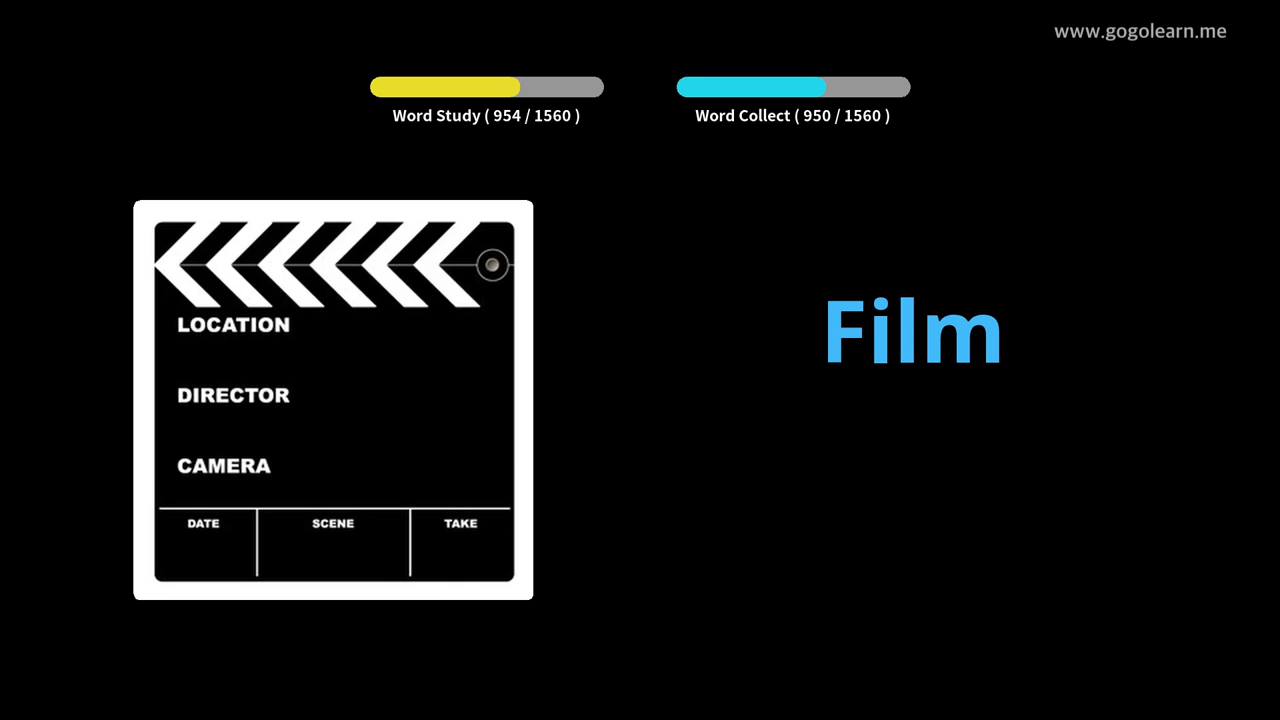 www.gogolearn.me
Word Study ( 954 / 1560 )
Word Collect ( 950 / 1560 )
LOCATION
DIRECTOR
CAMERA
DATE
SCENE
TAKE
Film